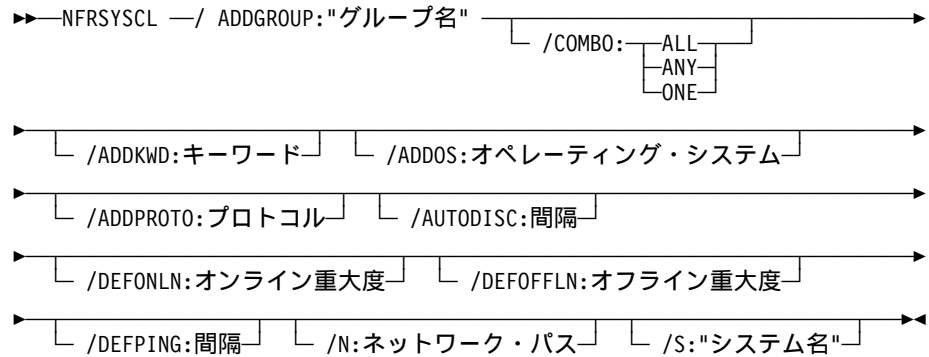 NFRSYSCL / ADDGROUP:"グループ名"
/COMBO: ALL
ANY
ONE
/ADDKWD:キーワード /ADDOS:オペレーティング・システム
/ADDPROTO:プロトコル /AUTODISC:間隔
/DEFONLN:オンライン重大度 /DEFOFFLN:オフライン重大度
/DEFPING:間隔 /N:ネットワーク・パス /S:"システム名"